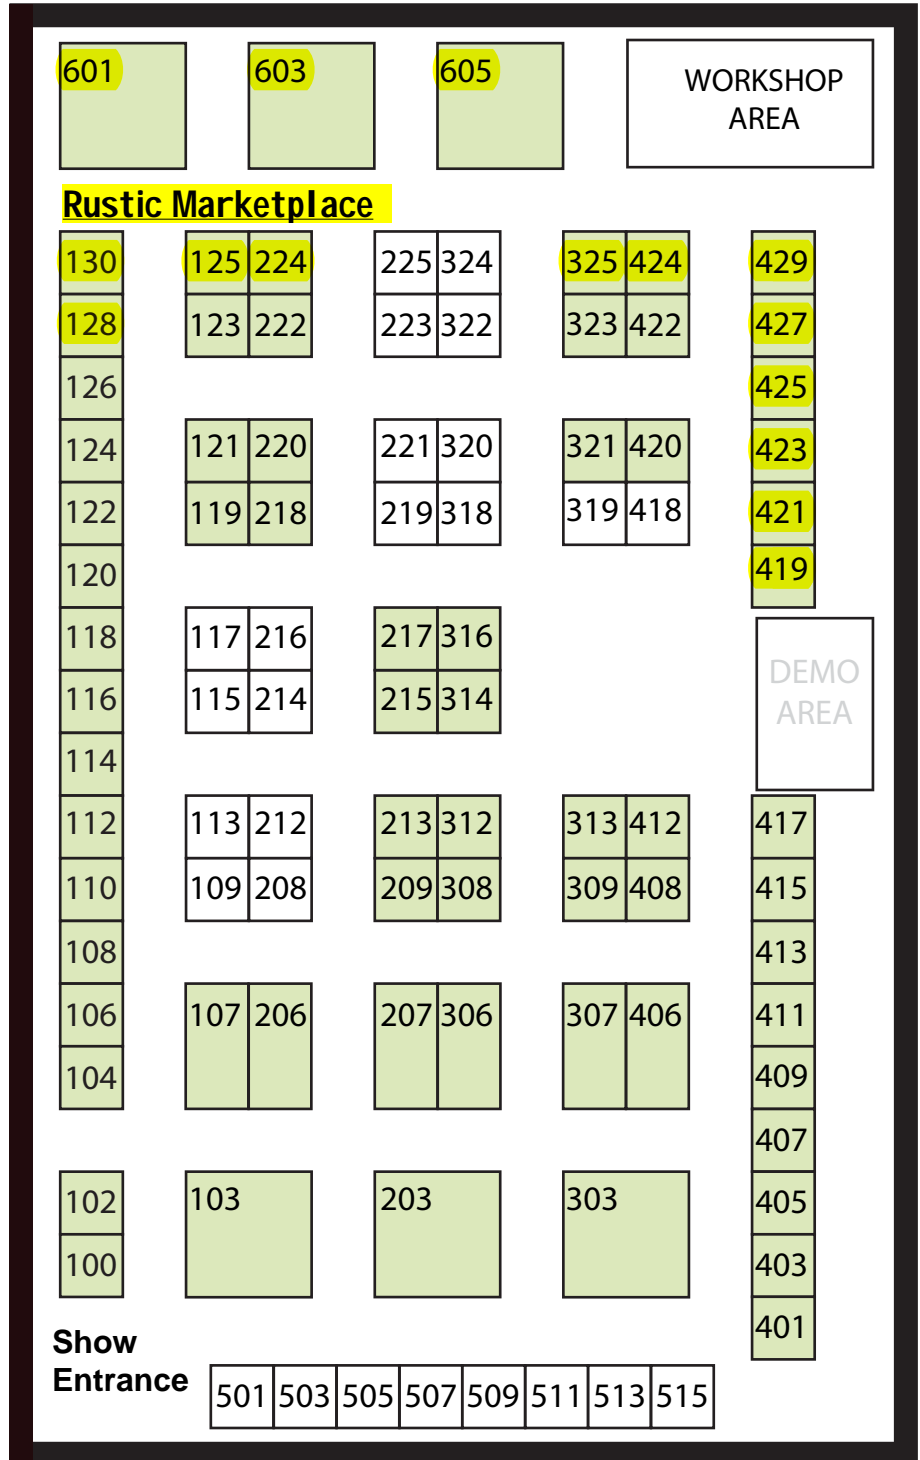 601 603 605 WORKSHOP
AREA
Rustic Marketplace
130 125 224 225 324 325 424 429
128 123 222 223 322 323 422 427
126 425
124 121 220 221 320 321 420 423
122 119 218 219 318 319 418 421
120 419
118 117 216 217 316 DEMO
116 115 214 215 314 AREA
114
112 113 212 213 312 313 412 417
110 109 208 209 308 309 408 415
108 413
106 107 206 207 306 307 406 411
104 409
407
102 103 203 303 405
100 403
401
Show
Entrance
501 503 505 507 509 511 513 515